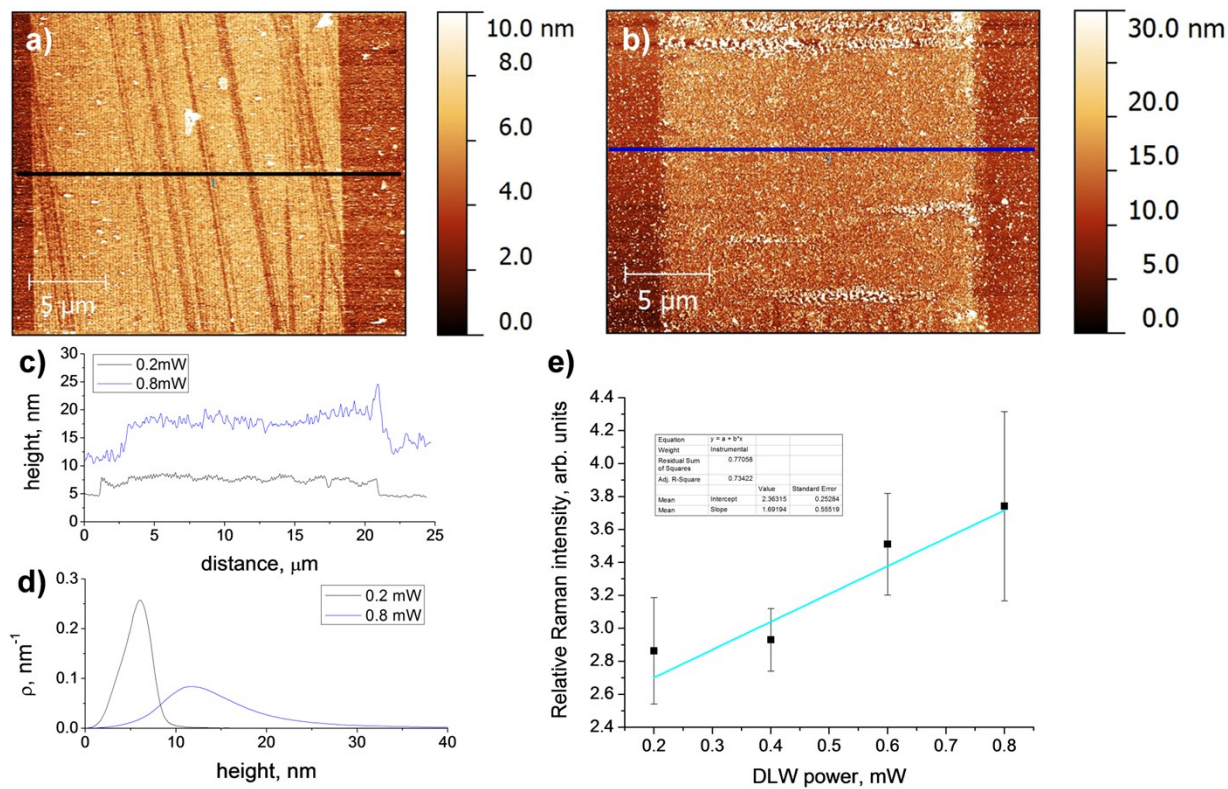 a)
10.0 nm
8.0
6.0
4.0
2.0
0.0
5 µm
1
b)
30.0 nm
20.0
10.0
5.0
0.0
5 µm
c)
30
25
20
15
10
5
0
height, nm
0.2mW
0.8mW
0 5 10 15 20 25
distance, µm
d)
0.3
0.2
0.1
0.0
ρ, nm-1
0.2 mW
0.8 mW
0 10 20 30 40
height, nm
e)
4.4
4.2
4.0
3.8
3.6
3.4
3.2
3.0
2.8
2.6
2.4
Relative Raman intensity, arb. units
Equation y = a + b*x
Weight Instrumental
Residual Sum of Squares 0.77058
Adj. R-Square 0.73422
Value Standard Error
Mean Intercept 2.36315 0.25284
Mean Slope 1.69194 0.55519
0.2 0.3 0.4 0.5 0.6 0.7 0.8
DLW power, mW